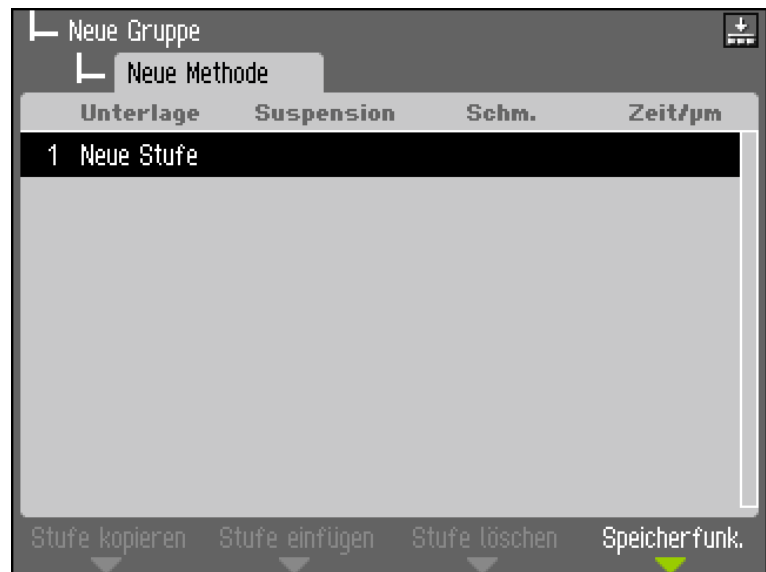 Neue Gruppe
Neue Methode
Unterlage Suspension Schm. Zeit/µm
1 Neue Stufe
Stufe kopieren Stufe einfügen Stufe löschen Speicherfunk.